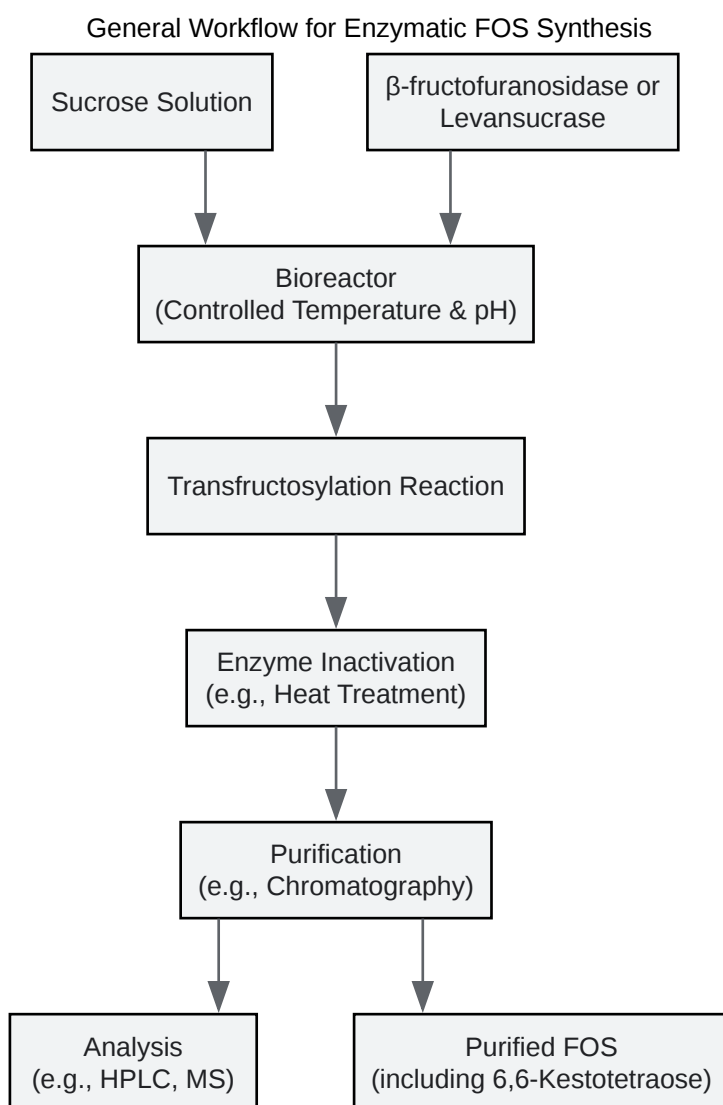 General Workflow for Enzymatic FOS Synthesis
Sucrose Solution
β-fructofuranosidase or
Levansucrase
Bioreactor
(Controlled Temperature & pH)
Transfructosylation Reaction
Enzyme Inactivation
(e.g., Heat Treatment)
Purification
(e.g., Chromatography)
Analysis
(e.g., HPLC, MS)
Purified FOS
(including 6,6-Kestotetraose)